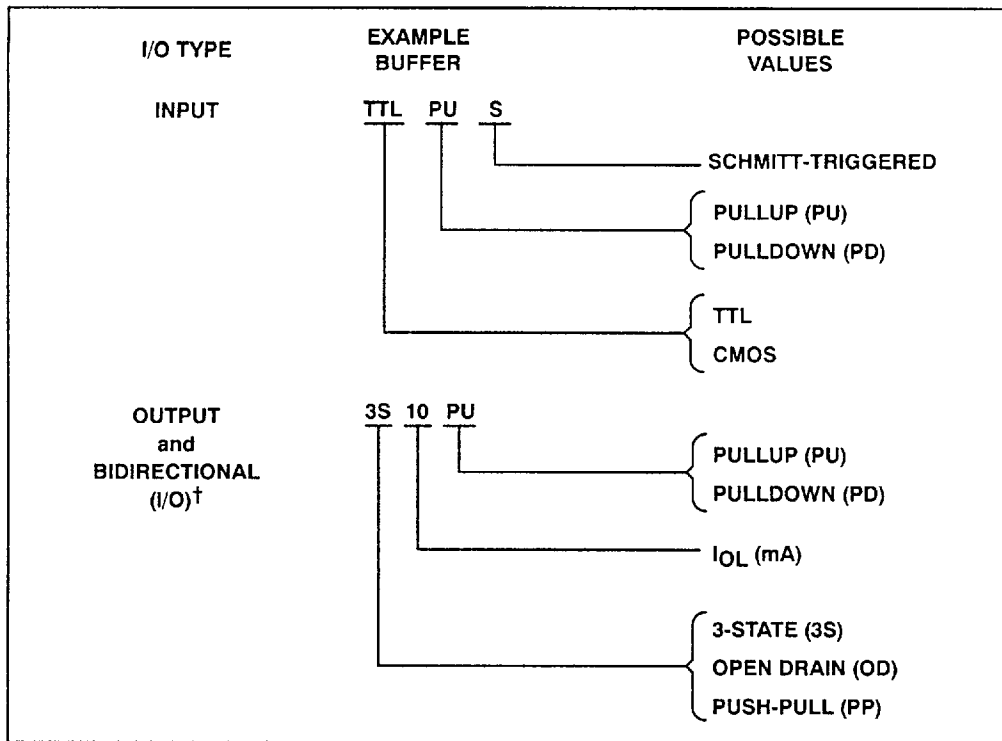 I/O TYPE
EXAMPLE
BUFFER
POSSIBLE
VALUES
INPUT
TTL PU S
SCHMITT-TRIGGERED
PULLUP (PU)
PULLDOWN (PD)
TTL
CMOS
OUTPUT
and
BIDIRECTIONAL
(I/O)†
3S 10 PU
PULLUP (PU)
PULLDOWN (PD)
IOL (mA)
3-STATE (3S)
OPEN DRAIN (OD)
PUSH-PULL (PP)